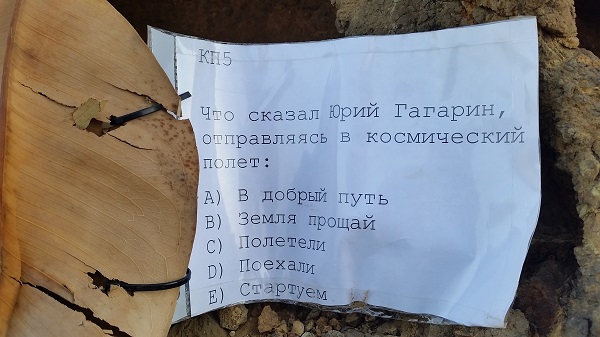 КП5
Что сказал Юрий Гагарин,
отправляясь в космический
полет:
A) В добрый путь
B) Земля прощай
C) Полетели
D) Поехали
E) Стартуем